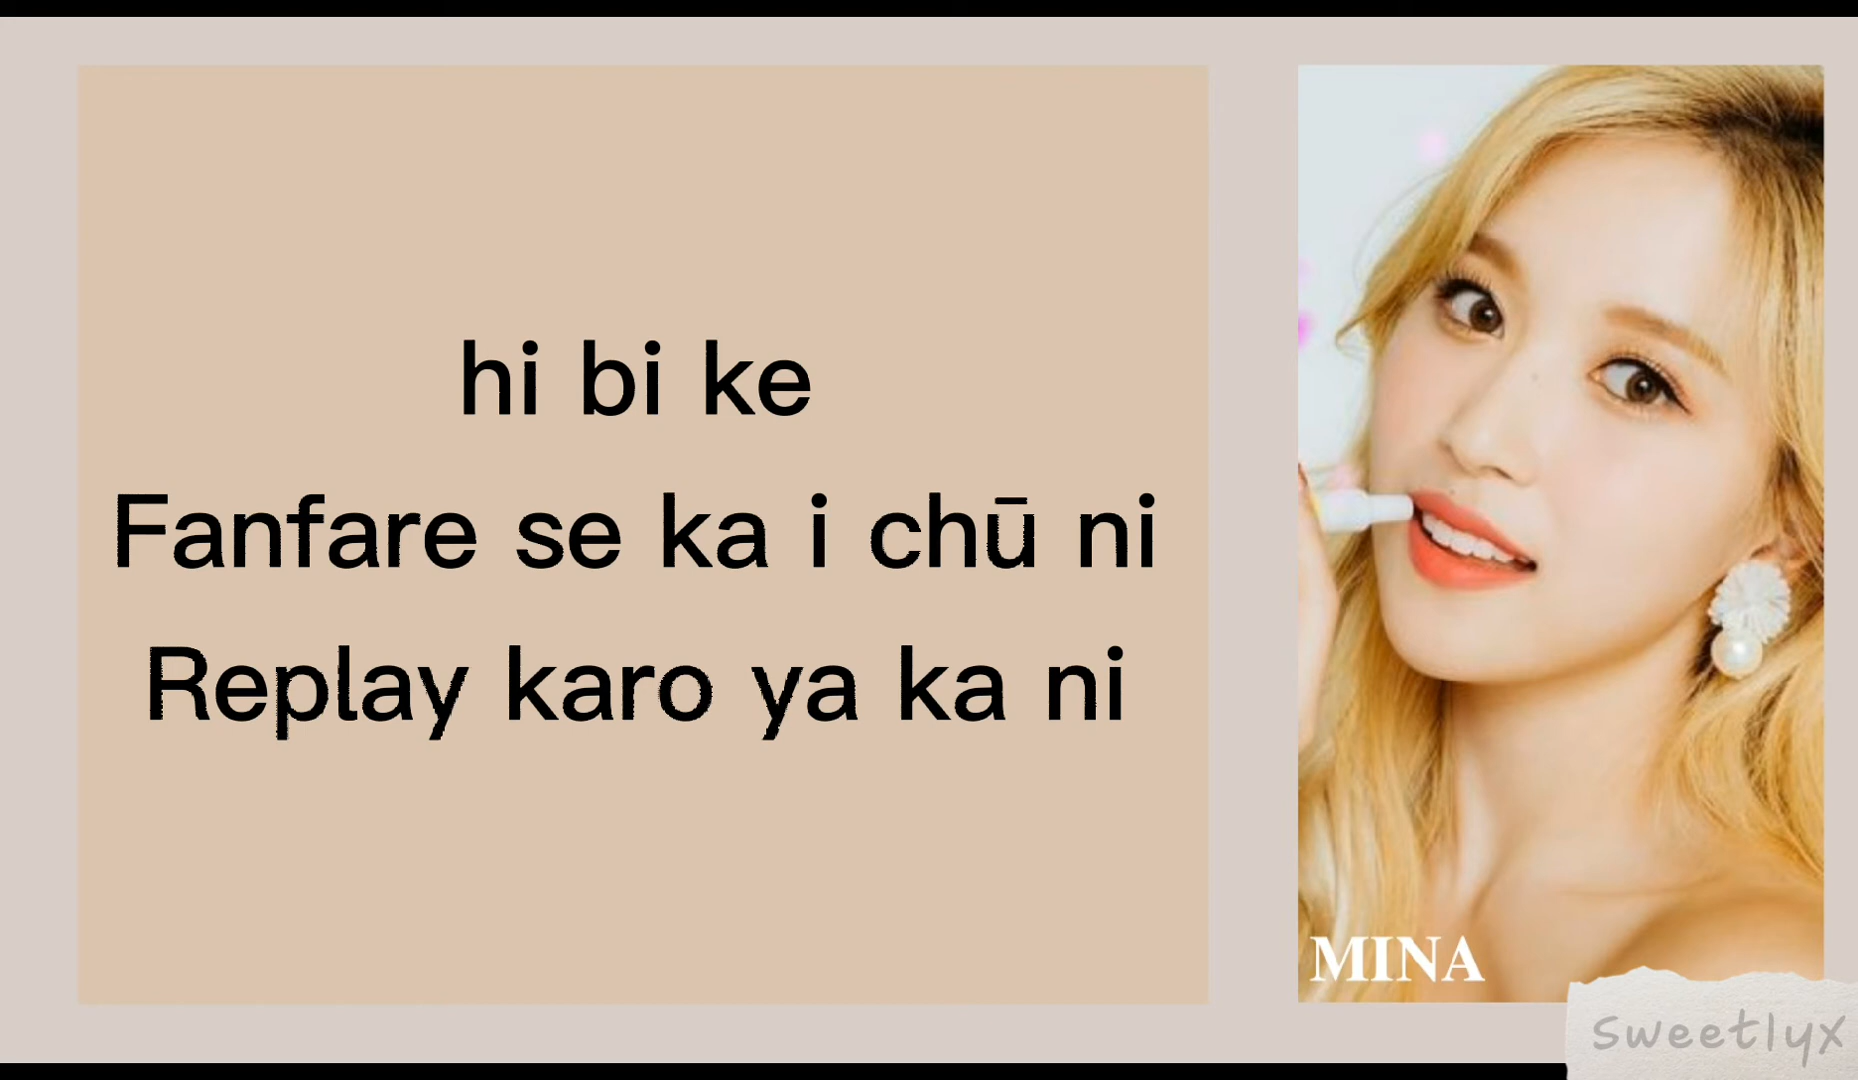 hi bi ke
Fanfare se ka i chū ni
Replay karo ya ka ni
MINA
sweetlyx